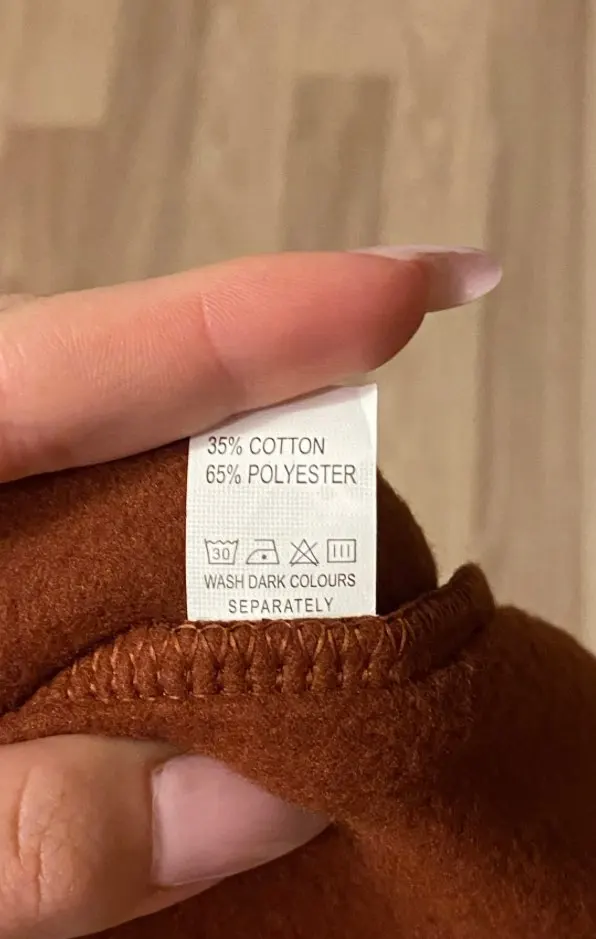 35% COTTON
65% POLYESTER
30
WASH DARK COLOURS
SEPARATELY